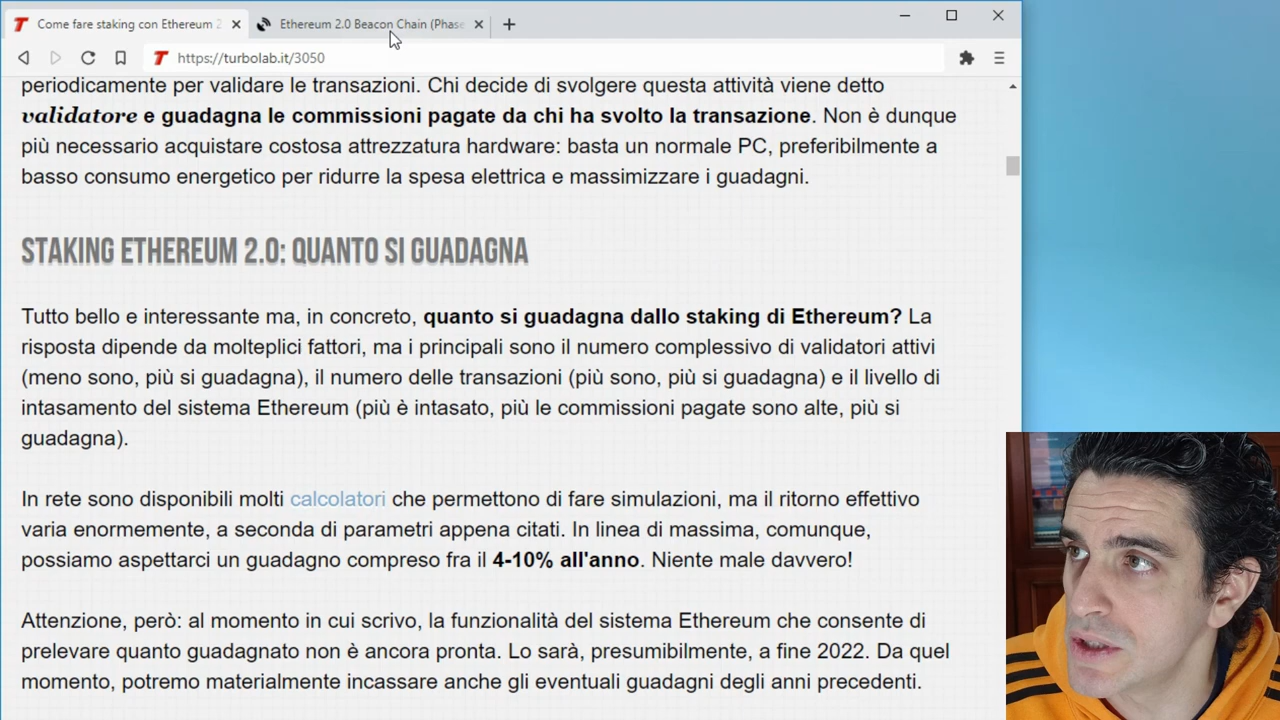 Come fare staking con Ethereum 2
Ethereum 2.0 Beacon Chain (Phase
https://turbolab.it/3050
periodicamente per validare le transazioni. Chi decide di svolgere questa attività viene detto
validatore e guadagna le commissioni pagate da chi ha svolto la transazione. Non è dunque
più necessario acquistare costosa attrezzatura hardware: basta un normale PC, preferibilmente a
basso consumo energetico per ridurre la spesa elettrica e massimizzare i guadagni.
STAKING ETHEREUM 2.0: QUANTO SI GUADAGNA
Tutto bello e interessante ma, in concreto, quanto si guadagna dallo staking di Ethereum? La
risposta dipende da molteplici fattori, ma i principali sono il numero complessivo di validatori attivi
(meno sono, più si guadagna), il numero delle transazioni (più sono, più si guadagna) e il livello di
intasamento del sistema Ethereum (più è intasato, più le commissioni pagate sono alte, più si
guadagna).
In rete sono disponibili molti calcolatori che permettono di fare simulazioni, ma il ritorno effettivo
varia enormemente, a seconda di parametri appena citati. In linea di massima, comunque,
possiamo aspettarci un guadagno compreso fra il 4-10% all'anno. Niente male davvero!
Attenzione, però: al momento in cui scrivo, la funzionalità del sistema Ethereum che consente di
prelevare quanto guadagnato non è ancora pronta. Lo sarà, presumibilmente, a fine 2022. Da quel
momento, potremo materialmente incassare anche gli eventuali guadagni degli anni precedenti.